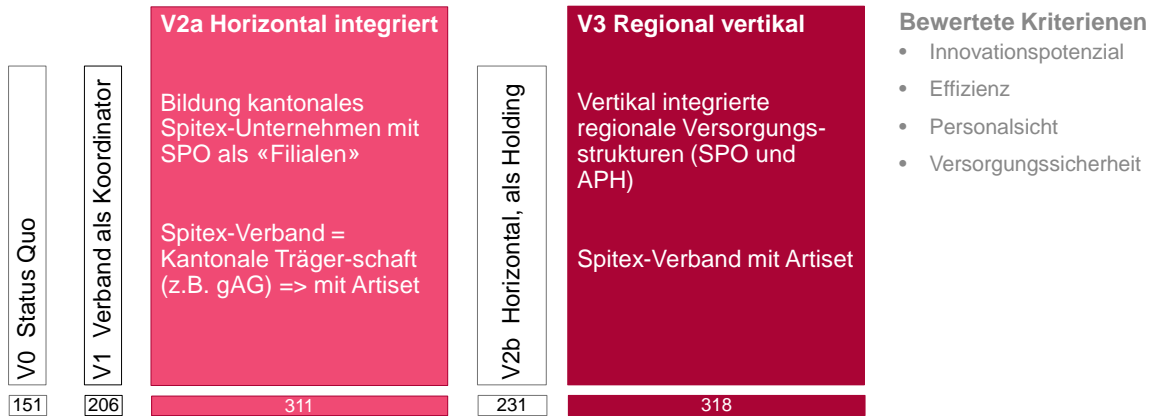 V0 Status Quo
151
V1 Verband als Koordinator
206
V2a Horizontal integriert
Bildung kantonales
Spitex-Unternehmen mit
SPO als «Filialen»
Spitex-Verband =
Kantonale Träger-schaft
(z.B. gAG) => mit Artiset
311
V2b Horizontal, als Holding
231
V3 Regional vertikal
Vertikal integrierte
regionale Versorgungs-
strukturen (SPO und
APH)
Spitex-Verband mit Artiset
318
Bewertete Kriterienen
• Innovationspotenzial
• Effizienz
• Personalsicht
• Versorgungssicherheit